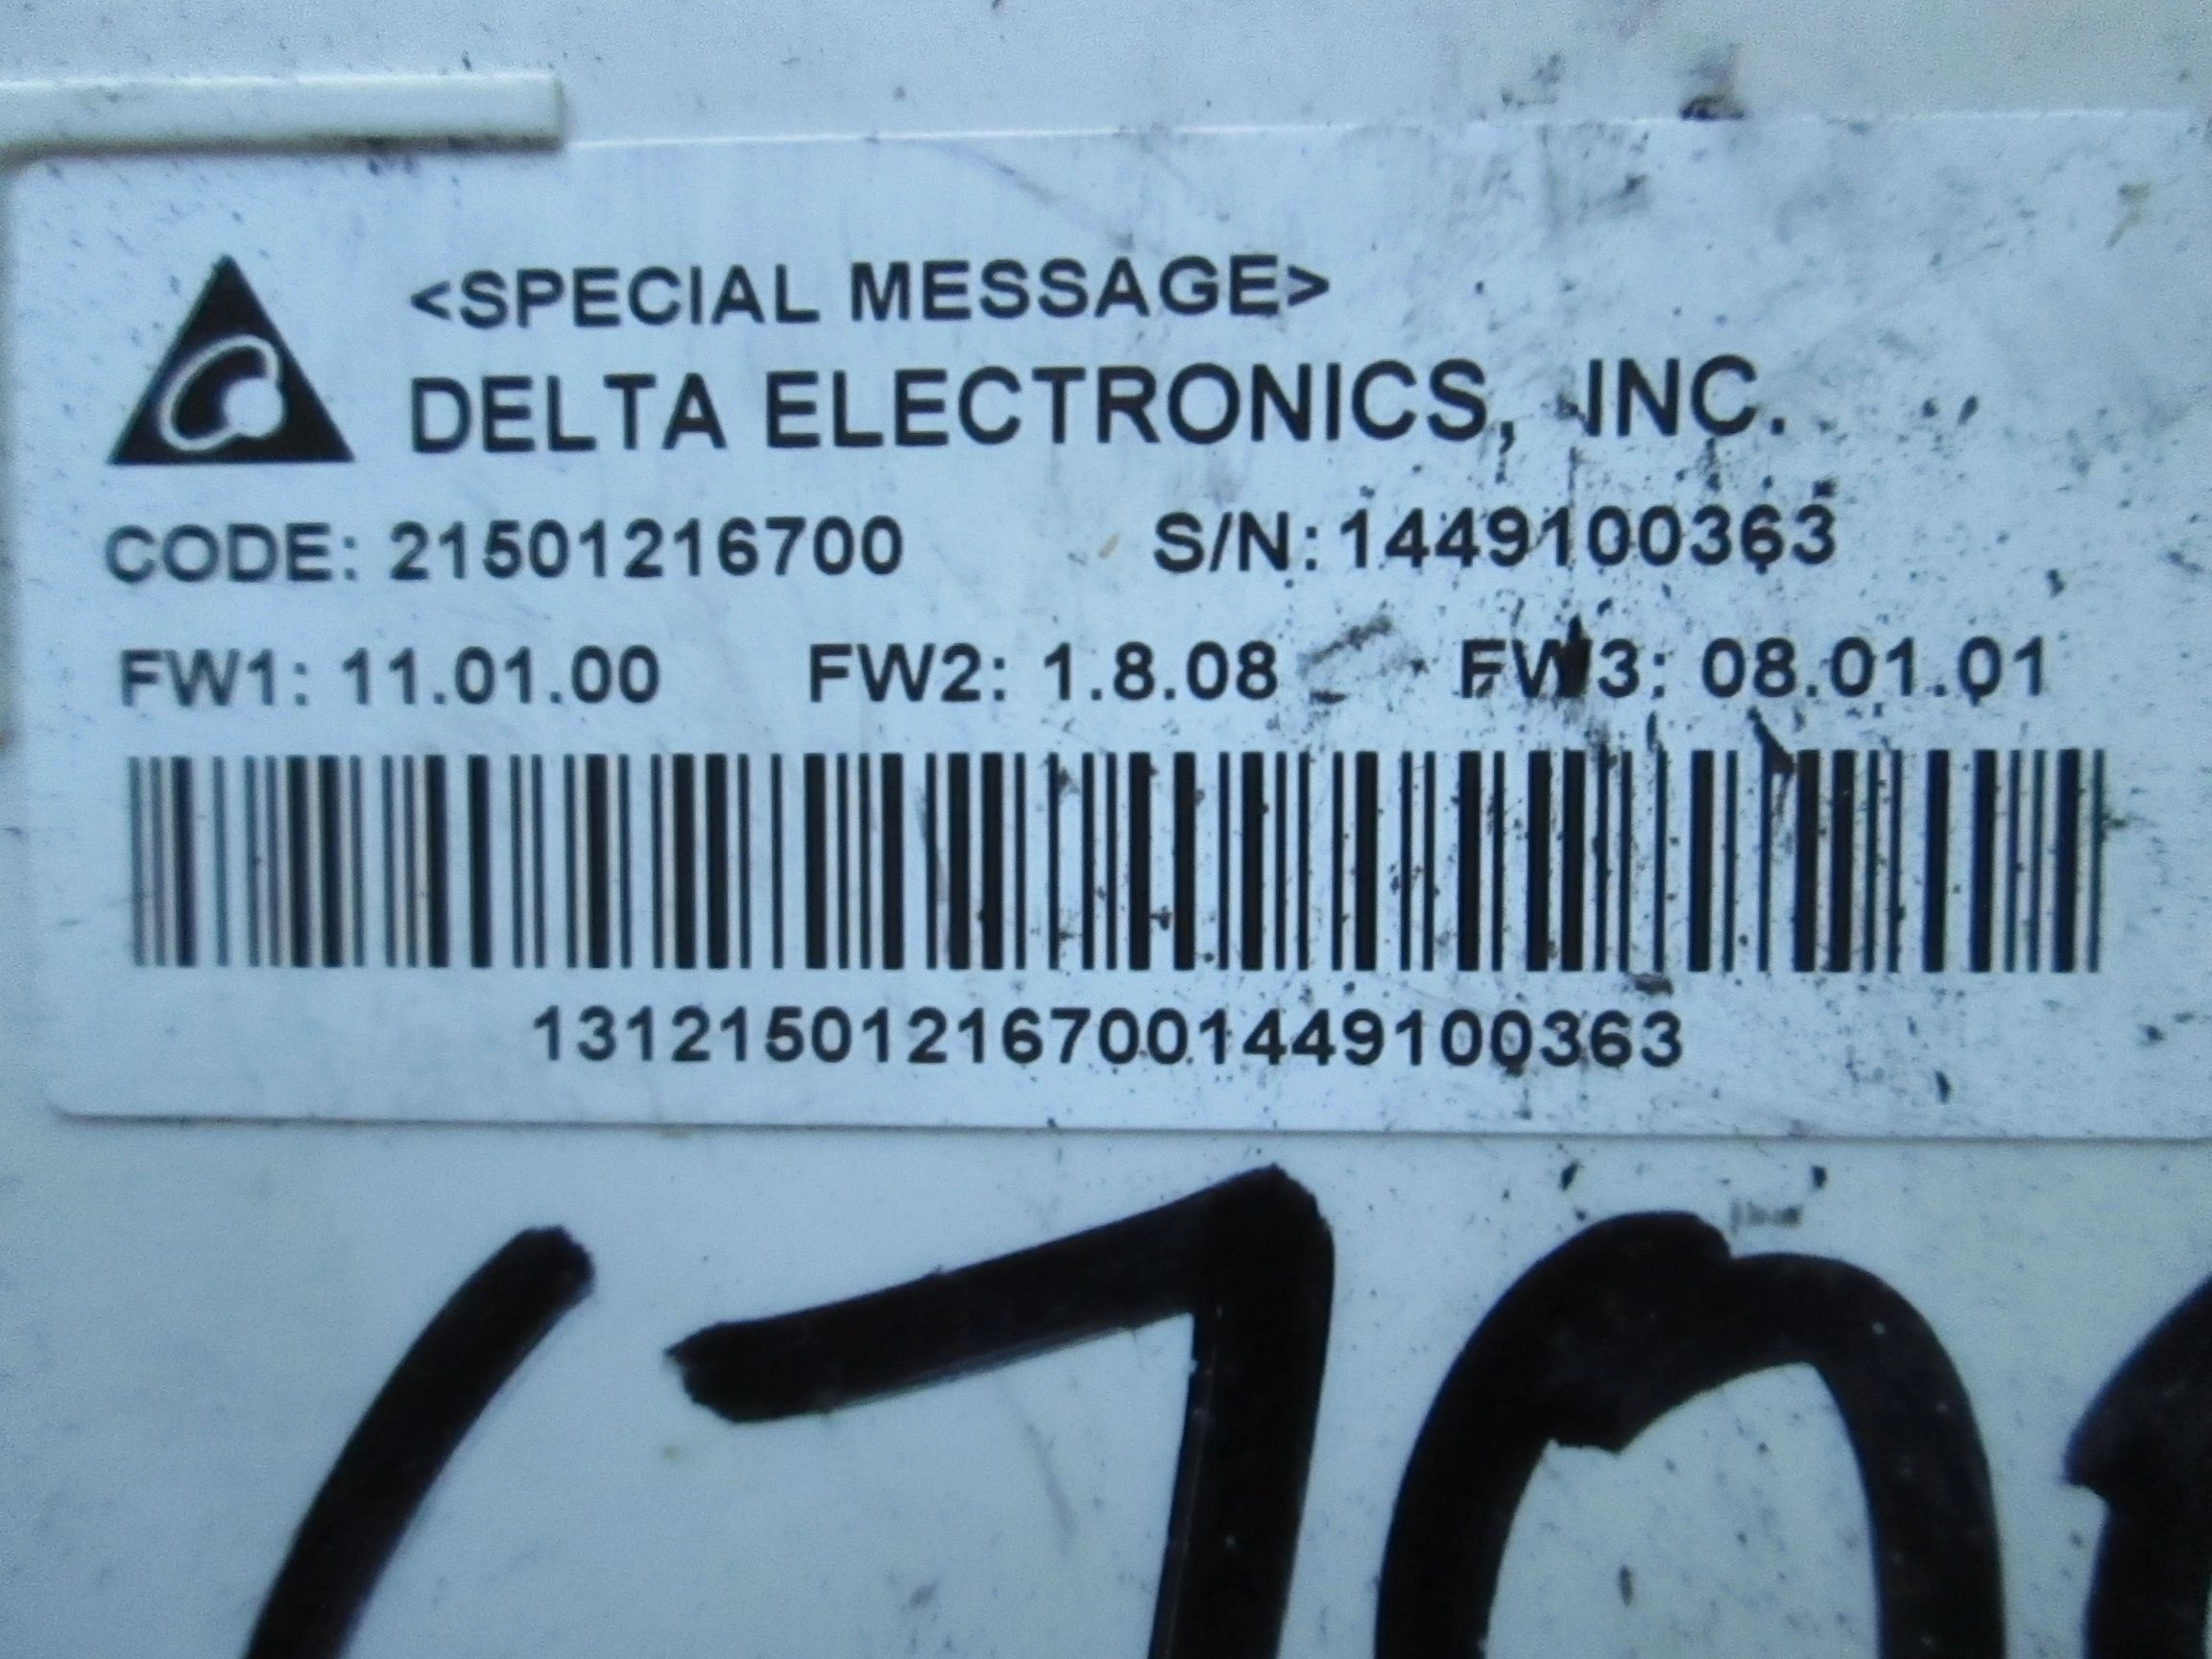 <SPECIAL MESSAGE>
DELTA ELECTRONICS, INC.
CODE: 21501216700 S/N:1449100363
FW1: 11.01.00 FW2: 1.8.08 FW3: 08.01.01
131215012167001449100363